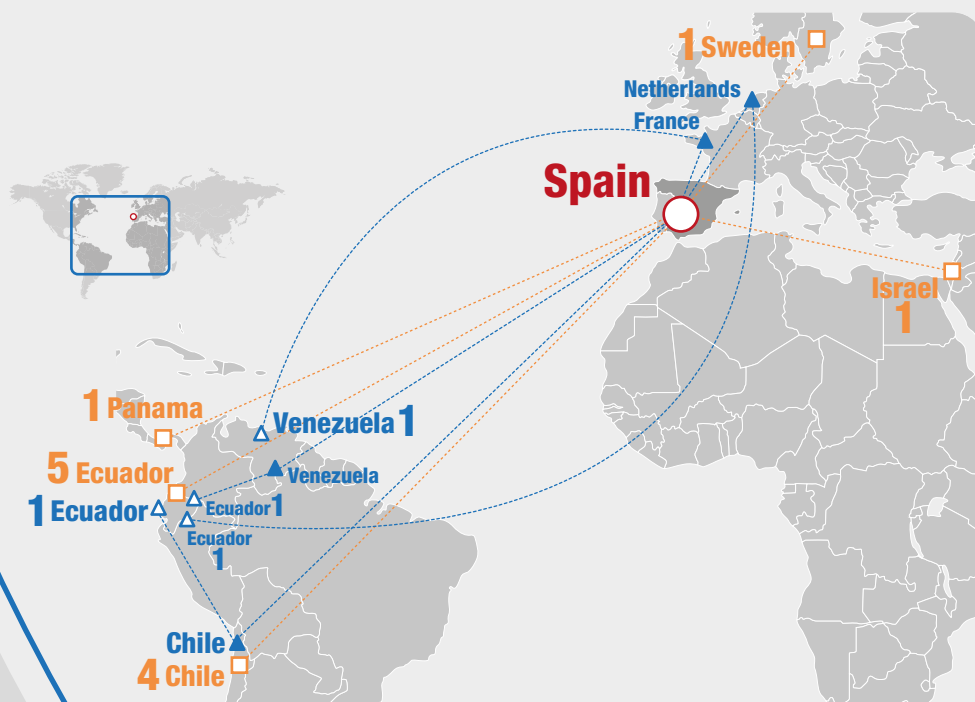 1 Sweden
Netherlands
France
Spain
Israel
1
1 Panama
Venezuela 1
5 Ecuador
Venezuela
1 Ecuador
Ecuador 1
Ecuador
1
Chile
4 Chile